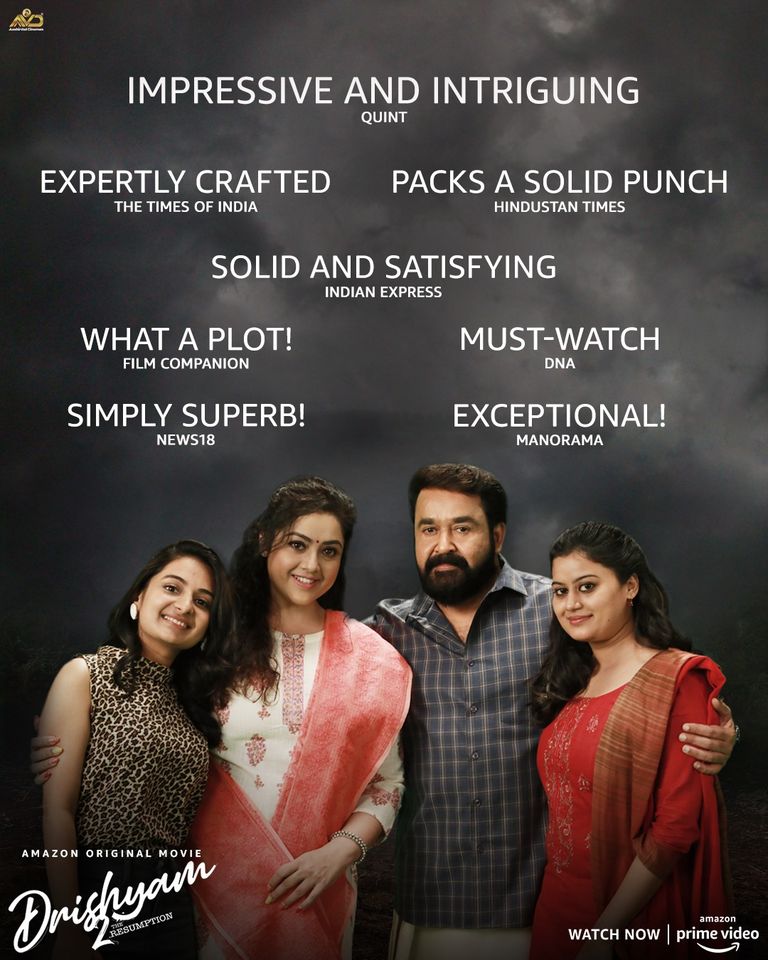 Aashirvad Cinemas
IMPRESSIVE AND INTRIGUING
QUINT
EXPERTLY CRAFTED
THE TIMES OF INDIA
PACKS A SOLID PUNCH
HINDUSTAN TIMES
SOLID AND SATISFYING
INDIAN EXPRESS
WHAT A PLOT!
FILM COMPANION
MUST-WATCH
DNA
SIMPLY SUPERB!
NEWS18
EXCEPTIONAL!
MANORAMA
AMAZON ORIGINAL MOVIE
Drishyam
2 THE RESUMPTION
WATCH NOW | amazon prime video